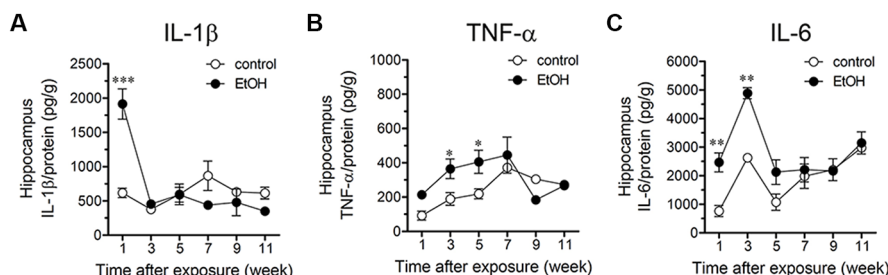 A
IL-1β
control
EtOH
***
2500
2000
1500
1000
500
0
Hippocampus
IL-1β/protein (pg/g)
1 3 5 7 9 11
Time after exposure (week)
B
TNF-α
control
EtOH
* *
1000
800
600
400
200
0
Hippocampus
TNF-α/protein (pg/g)
1 3 5 7 9 11
Time after exposure (week)
C
IL-6
control
EtOH
**
**
6000
5000
4000
3000
2000
1000
0
Hippocampus
IL-6/protein (pg/g)
1 3 5 7 9 11
Time after exposure (week)